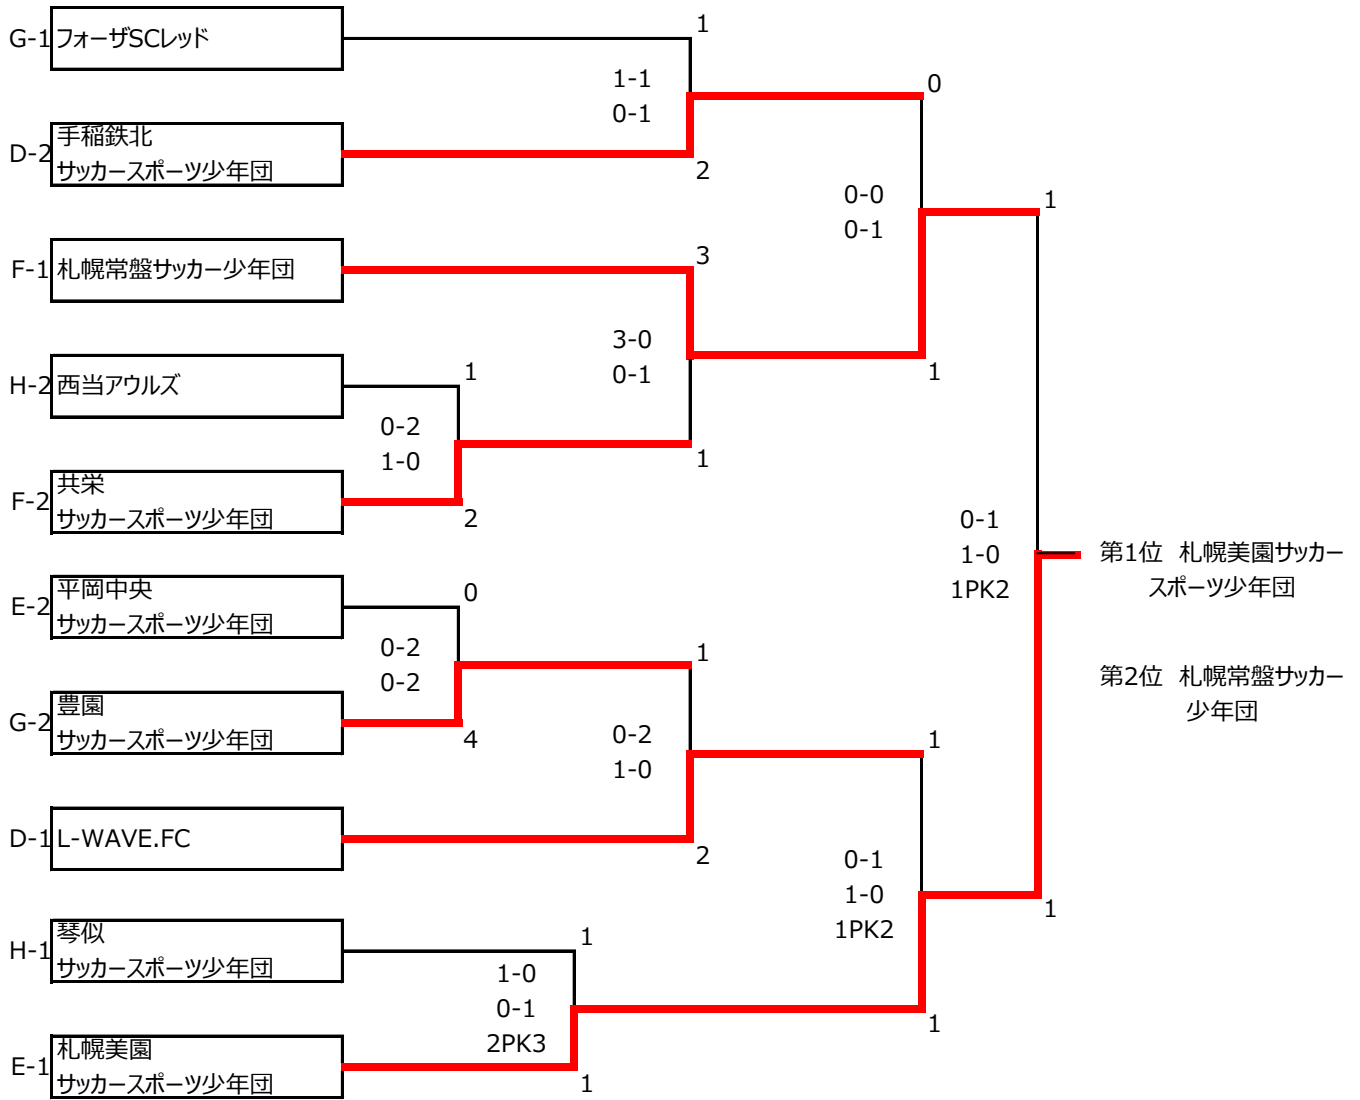 1
G-1 フォーザSCレッド
1-1
0
0-1
手稲鉄北
D-2
サッカースポーツ少年団
2
0-0
1
0-1
3
F-1 札幌常盤サッカー少年団
3-0
0-1
1
1
H-2 西当アウルズ
0-2
1-0
1
共栄
F-2
サッカースポーツ少年団
2
0-1
1-0
1PK2
第1位 札幌美園サッカー
スポーツ少年団
平岡中央
0
E-2
サッカースポーツ少年団
0-2
0-2
1
第2位 札幌常盤サッカー
少年団
豊園
G-2
サッカースポーツ少年団
4
0-2
1-0
1
D-1 L-WAVE.FC
2
0-1
1-0
1PK2
1
琴似
1
H-1
サッカースポーツ少年団
1-0
0-1
2PK3
1
札幌美園
E-1
サッカースポーツ少年団
1